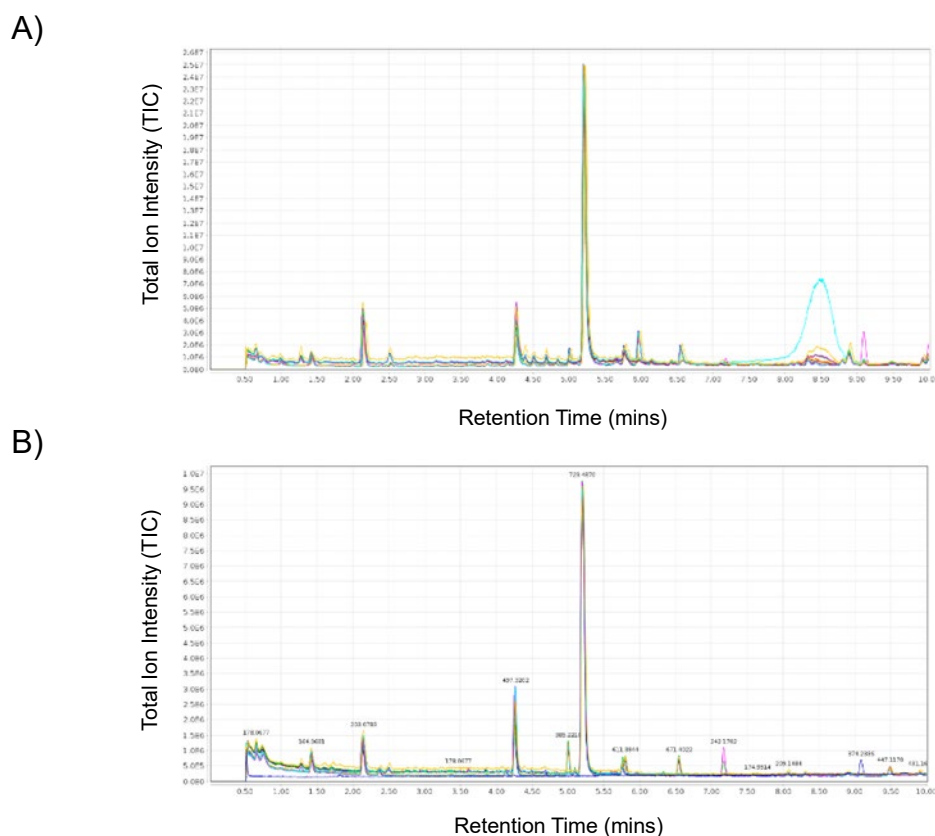 A)
Total Ion Intensity (TIC)
2.6E7
2.5E7
2.4E7
2.3E7
2.2E7
2.1E7
2.0E7
1.9E7
1.8E7
1.7E7
1.6E7
1.5E7
1.4E7
1.3E7
1.2E7
1.1E7
1.0E7
9.0E6
8.0E6
7.0E6
6.0E6
5.0E6
4.0E6
3.0E6
2.0E6
1.0E6
0.0E0
0.50 1.00 1.50 2.00 2.50 3.00 3.50 4.00 4.50 5.00 5.50 6.00 6.50 7.00 7.50 8.00 8.50 9.00 9.50 10.0
Retention Time (mins)
B)
Total Ion Intensity (TIC)
1.0E7
9.5E6
9.0E6
8.5E6
8.0E6
7.5E6
7.0E6
6.5E6
6.0E6
5.5E6
5.0E6
4.5E6
4.0E6
3.5E6
3.0E6
2.5E6
2.0E6
1.5E6
1.0E6
5.0E5
0.0E0
497.3202
0.50 1.00 1.50 2.00 2.50 3.00 3.50 4.00 4.50 5.00 5.50 6.00 6.50 7.00 7.50 8.00 8.50 9.00 9.50 10.0
Retention Time (mins)